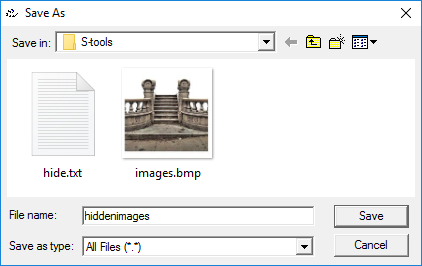 Save As
Save in: S-tools
hide.txt images.bmp
File name: hiddenimages Save
Save as type: All Files (*.*) Cancel